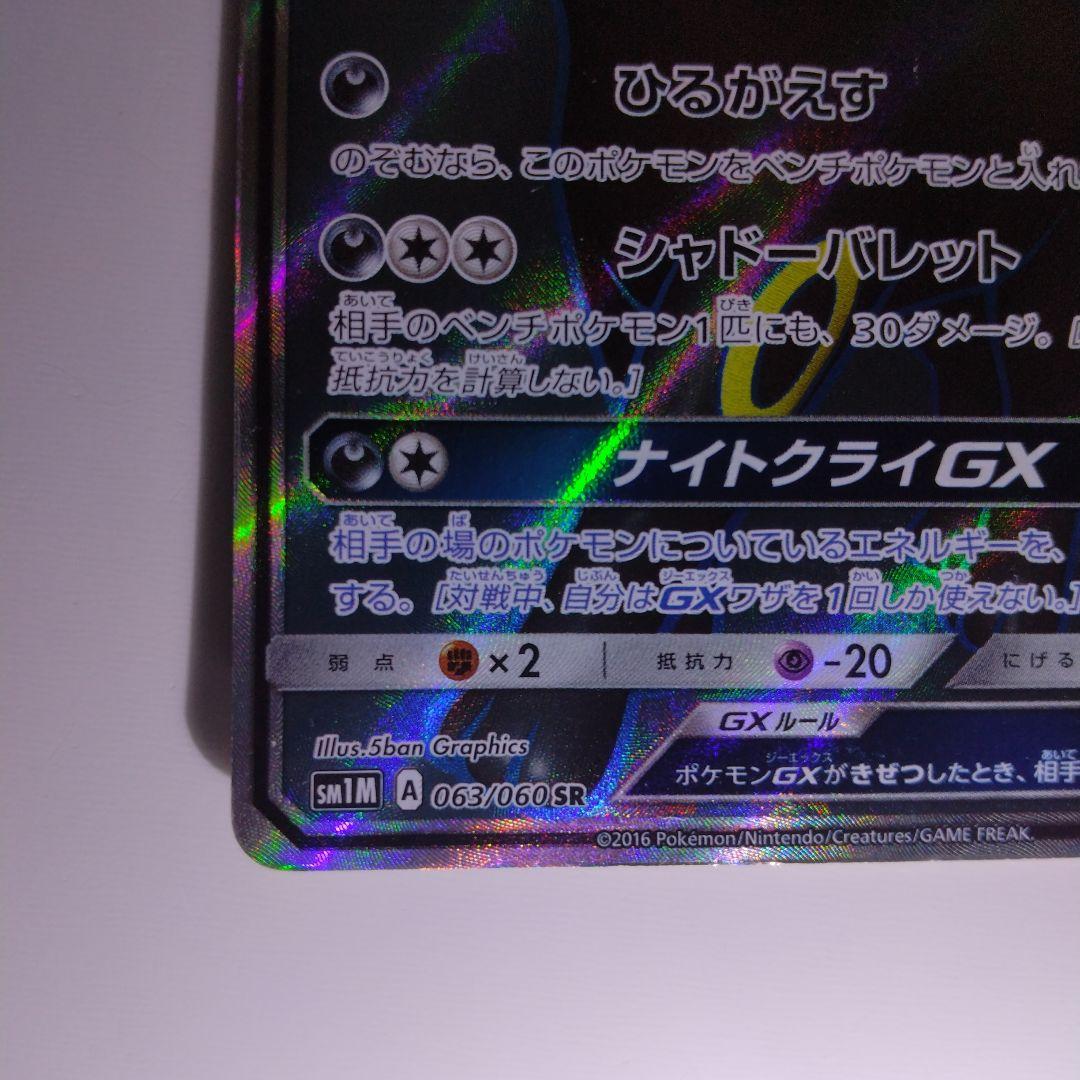 ひるがえす
のぞむなら、このポケモンをベンチポケモンと入れ
い
シャドーバレット
あいて びき
相手のベンチポケモン1匹にも、30ダメージ。[
ていこうりょく けいさん
抵抗力を計算しない。]
ナイトクライGX
あいて ば
相手の場のポケモンについているエネルギーを、
たいせんちゅう じぶん ジーエックス かい つか
する。[対戦中、自分はGXワザを1回しか使えない。]
弱点 ×2 抵抗力 -20 にげる
GXルール
Illus.5ban Graphics
ジーエックス あいて
ポケモンGXがきぜつしたとき、相手
SM1M A 063/060 SR
©2016 Pokémon/Nintendo/Creatures/GAME FREAK.